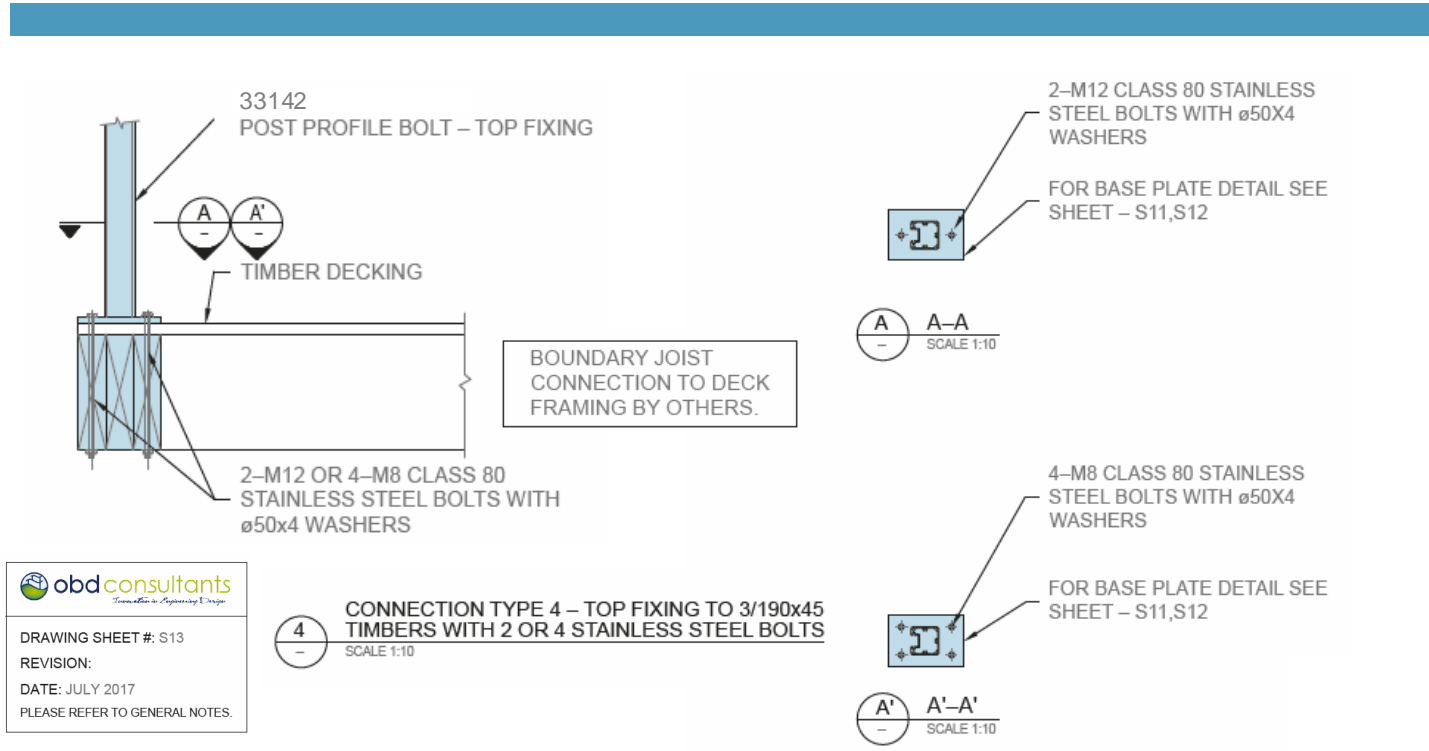 33142
POST PROFILE BOLT – TOP FIXING
A
–
A'
–
TIMBER DECKING
BOUNDARY JOIST
CONNECTION TO DECK
FRAMING BY OTHERS.
2–M12 OR 4–M8 CLASS 80
STAINLESS STEEL BOLTS WITH
ø50x4 WASHERS
2–M12 CLASS 80 STAINLESS
STEEL BOLTS WITH ø50X4
WASHERS
FOR BASE PLATE DETAIL SEE
SHEET – S11,S12
A
–
A–A
SCALE 1:10
4–M8 CLASS 80 STAINLESS
STEEL BOLTS WITH ø50X4
WASHERS
FOR BASE PLATE DETAIL SEE
SHEET – S11,S12
A'
–
A'–A'
SCALE 1:10
4
–
CONNECTION TYPE 4 – TOP FIXING TO 3/190x45
TIMBERS WITH 2 OR 4 STAINLESS STEEL BOLTS
SCALE 1:10
obd consultants
Innovation in Engineering Design
DRAWING SHEET #: S13
REVISION:
DATE: JULY 2017
PLEASE REFER TO GENERAL NOTES.